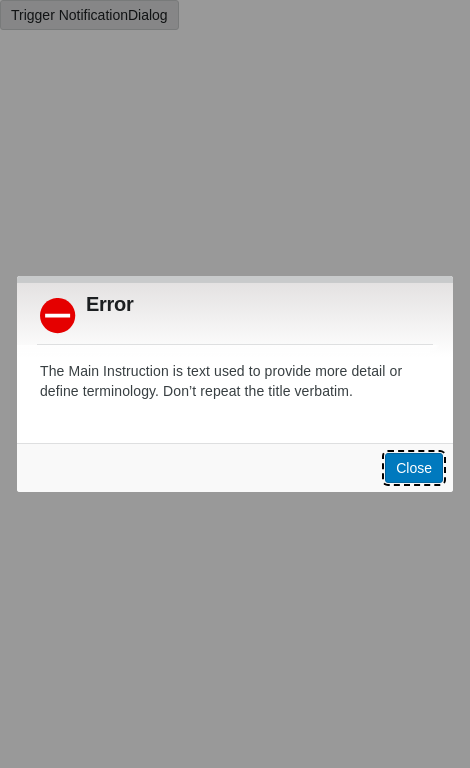 Trigger NotificationDialog
Error
The Main Instruction is text used to provide more detail or
define terminology. Don’t repeat the title verbatim.
Close